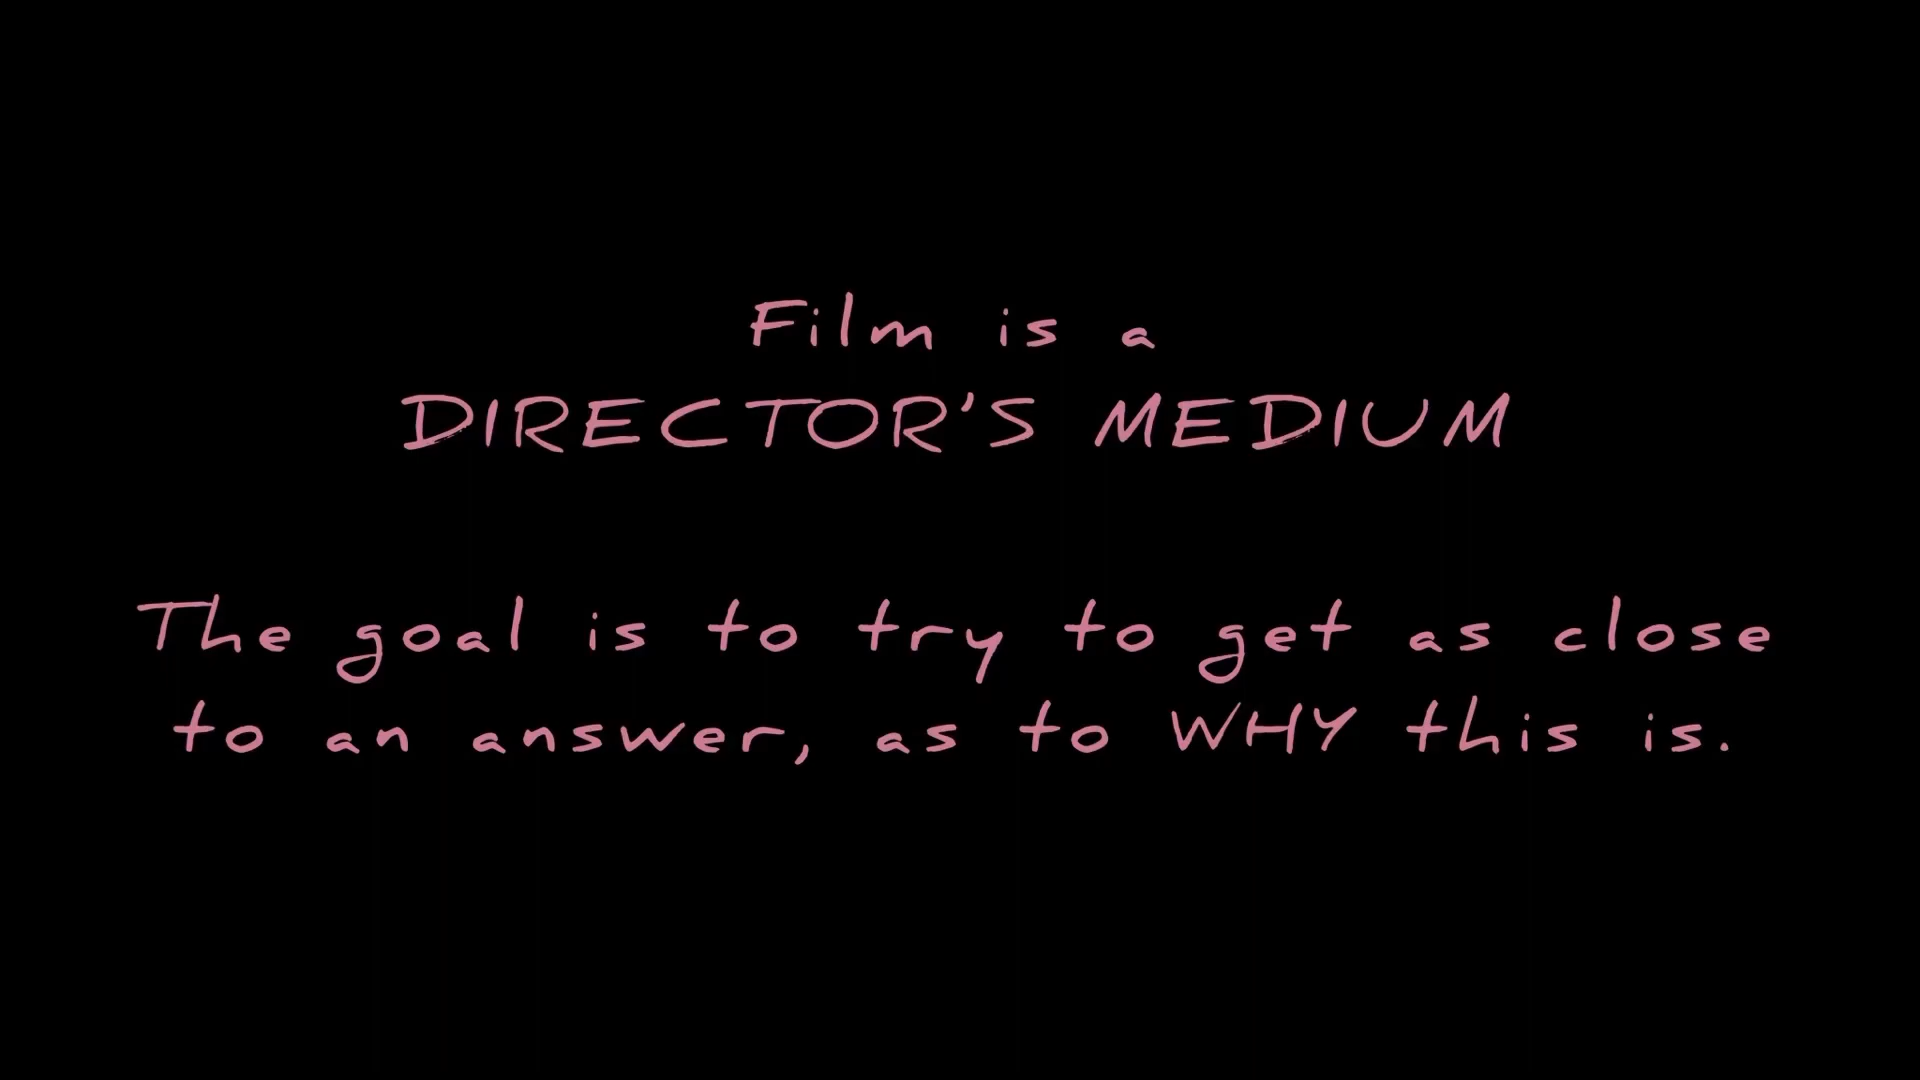 Film is a
DIRECTOR'S MEDIUM
The goal is to try to get as close
to an answer, as to WHY this is.